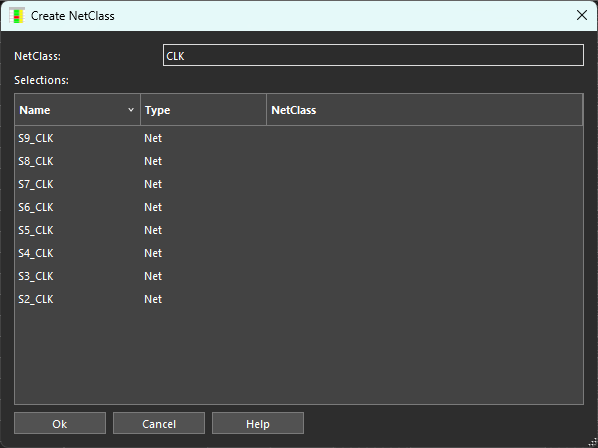 Create NetClass
NetClass: CLK
Selections:
Name Type NetClass
S9_CLK Net
S8_CLK Net
S7_CLK Net
S6_CLK Net
S5_CLK Net
S4_CLK Net
S3_CLK Net
S2_CLK Net
Ok Cancel Help